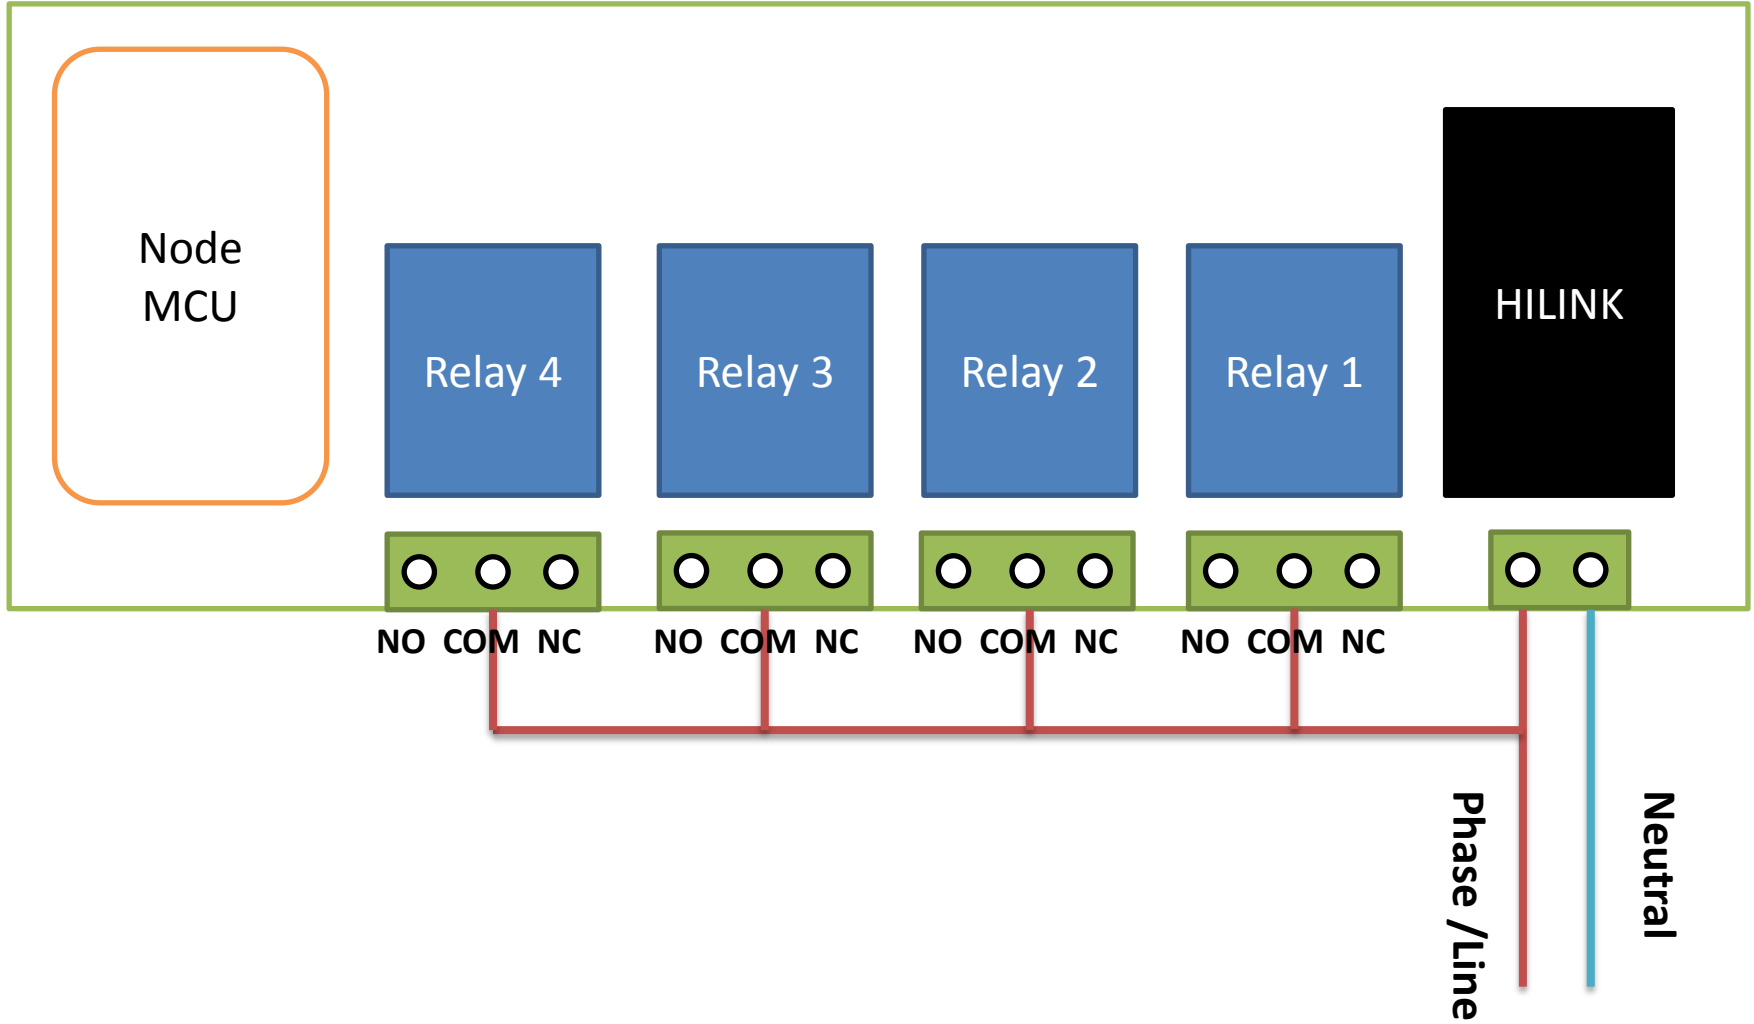 Node
MCU
Relay 4
Relay 3
Relay 2
Relay 1
HILINK
NO COM NC
NO COM NC
NO COM NC
NO COM NC
Phase /Line
Neutral